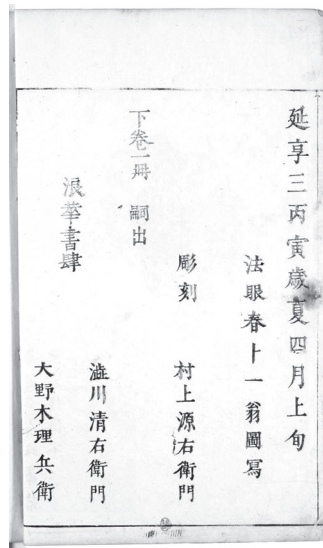 延享三丙寅歳夏四月上旬
法眼春卜一翁圖寫
彫刻 村上源右衛門
下巻一冊 嗣出
浪華書肆
澁川清右衛門
大野木理兵衛